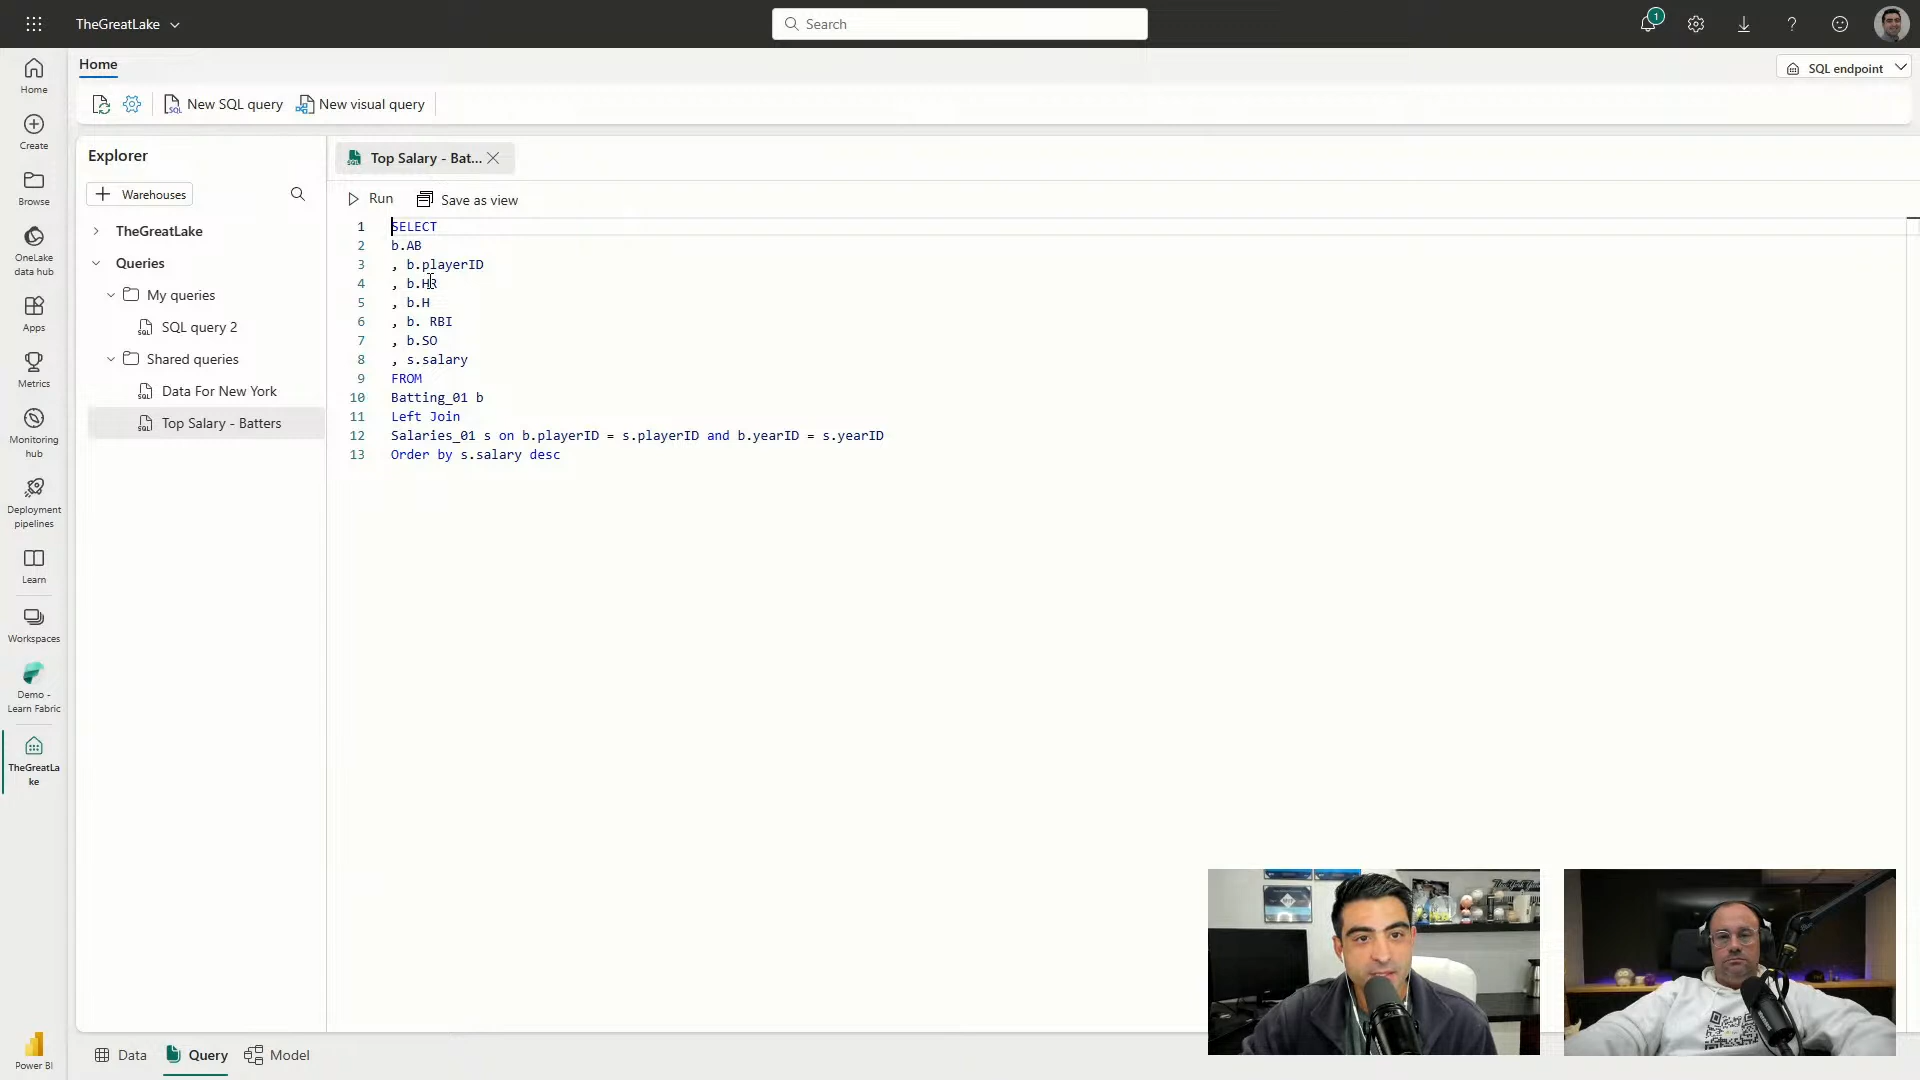 TheGreatLake
Search
1
Home
SQL endpoint
New SQL query
New visual query
Home
Create
Browse
OneLake
data hub
Apps
Metrics
Monitoring
hub
Deployment
pipelines
Learn
Workspaces
Demo -
Learn Fabric
TheGreatLa
ke
Power BI
Explorer
Warehouses
TheGreatLake
Queries
My queries
SQL query 2
Shared queries
Data For New York
Top Salary - Batters
Top Salary - Bat...
Run
Save as view
1 SELECT
2 b.AB
3 , b.playerID
4 , b.HR
5 , b.H
6 , b. RBI
7 , b.SO
8 , s.salary
9 FROM
10 Batting_01 b
11 Left Join
12 Salaries_01 s on b.playerID = s.playerID and b.yearID = s.yearID
13 Order by s.salary desc
Data
Query
Model